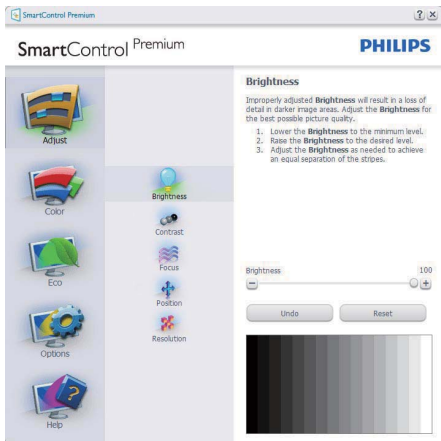 SmartControl Premium
SmartControl Premium
PHILIPS
Adjust
Color
Eco
Options
Help
Brightness
Contrast
Focus
Position
Resolution
Brightness
Improperly adjusted Brightness will result in a loss of
detail in darker image areas. Adjust the Brightness for
the best possible picture quality.
1. Lower the Brightness to the minimum level.
2. Raise the Brightness to the desired level.
3. Adjust the Brightness as needed to achieve
an equal separation of the stripes.
Brightness 100
Undo Reset